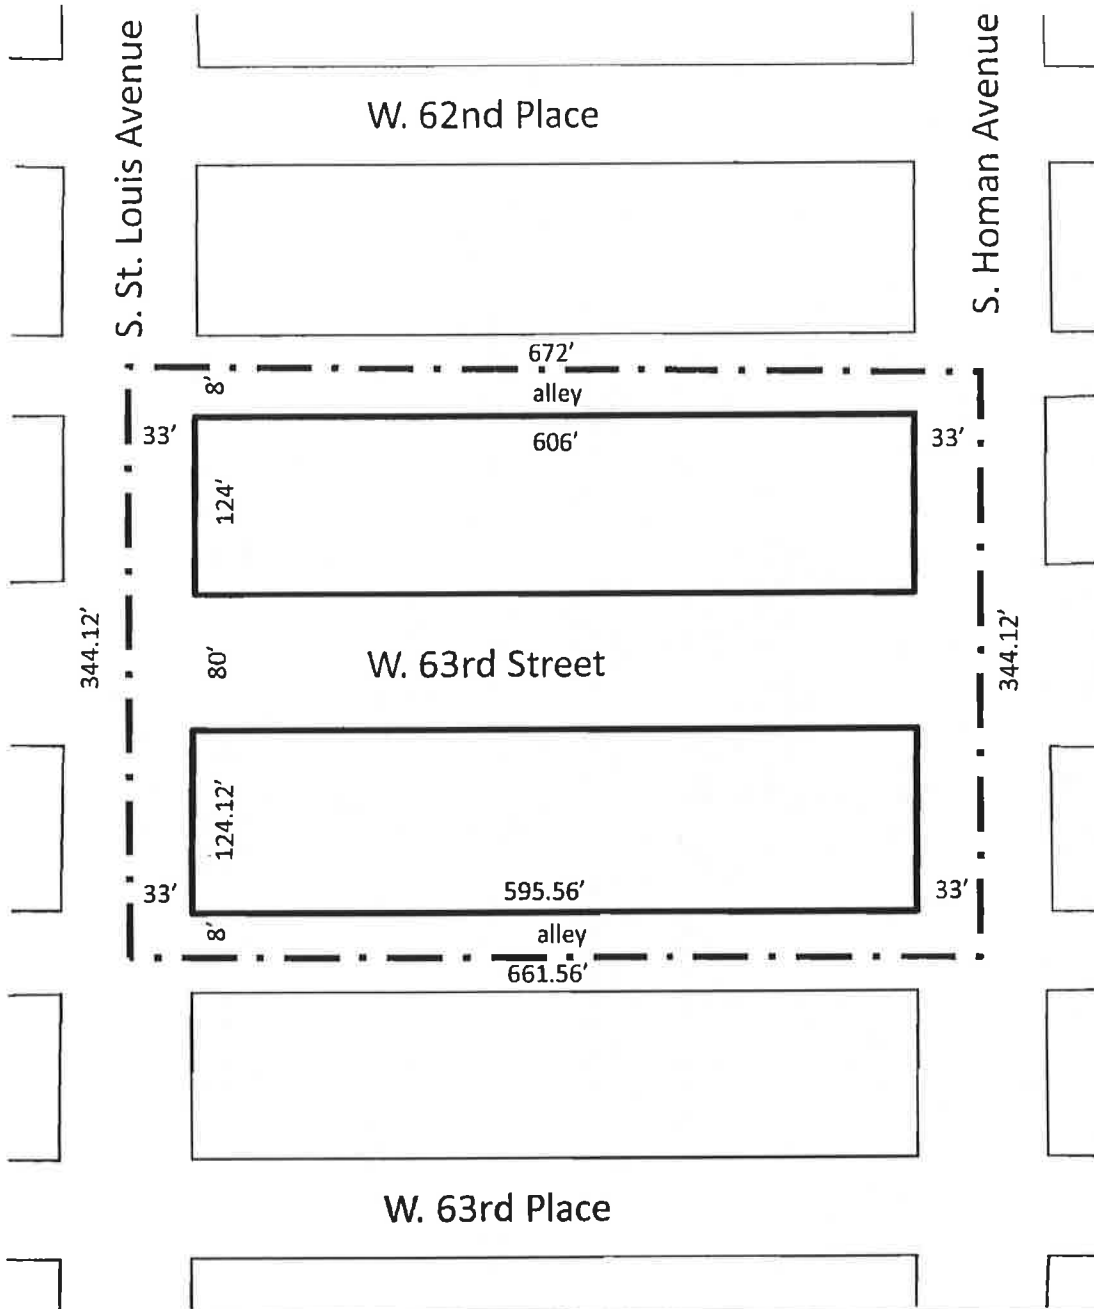 S. St. Louis Avenue
W. 62nd Place
S. Homan Avenue
672'
8'
alley
33'
606'
33'
124'
344.12'
80'
W. 63rd Street
344.12'
124.12'
33'
595.56'
33'
8'
alley
661.56'
W. 63rd Place